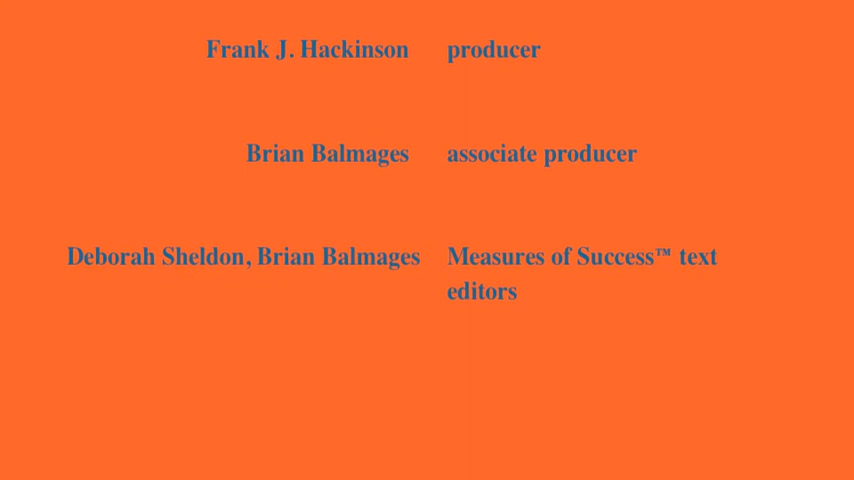 Frank J. Hackinson producer
Brian Balmages associate producer
Deborah Sheldon, Brian Balmages Measures of Success™ text
editors